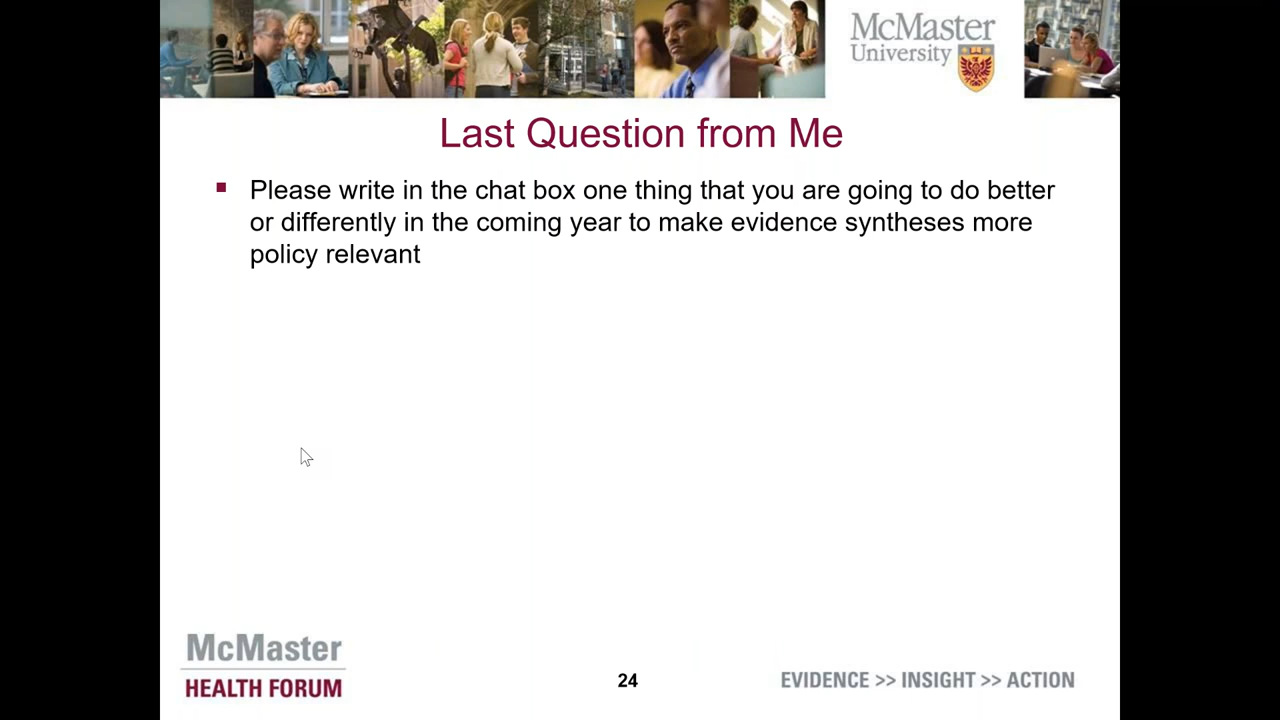 McMaster
University
Last Question from Me
Please write in the chat box one thing that you are going to do better
or differently in the coming year to make evidence syntheses more
policy relevant
McMaster
HEALTH FORUM
24
EVIDENCE >> INSIGHT >> ACTION